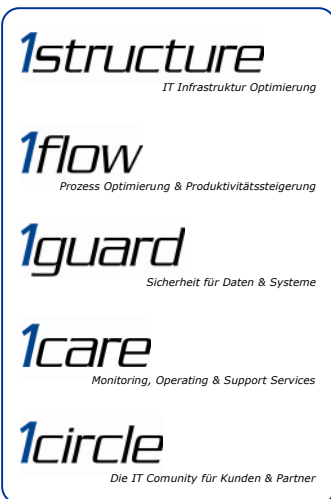 1structure
IT Infrastruktur Optimierung
1flow
Prozess Optimierung & Produktivitätssteigerung
1guard
Sicherheit für Daten & Systeme
1care
Monitoring, Operating & Support Services
1circle
Die IT Comunity für Kunden & Partner